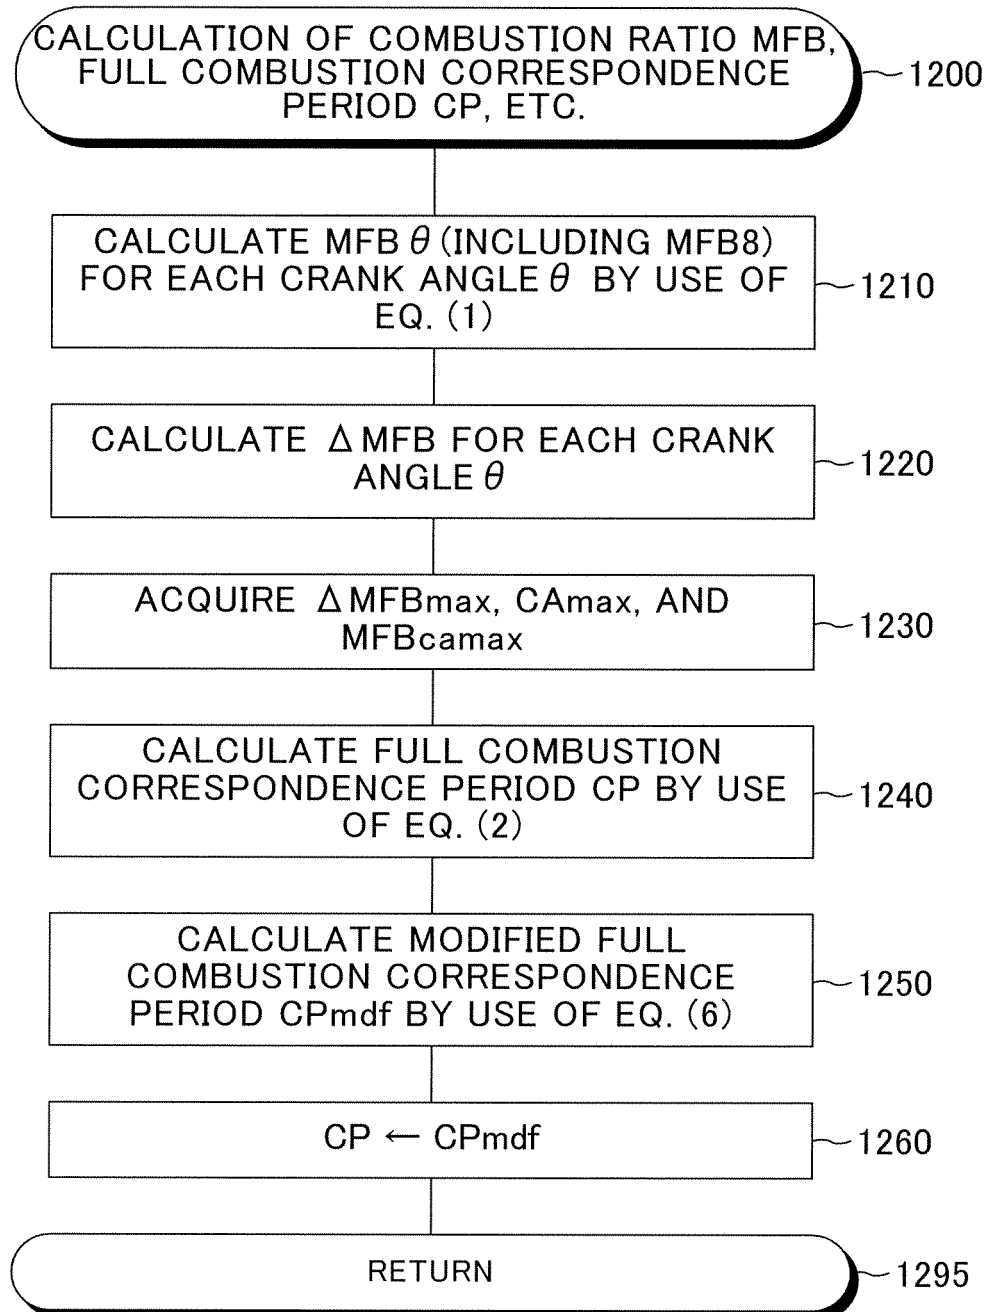 CALCULATION OF COMBUSTION RATIO MFB,
FULL COMBUSTION CORRESPONDENCE
PERIOD CP, ETC.
1200
CALCULATE MFBθ(INCLUDING MFB8)
FOR EACH CRANK ANGLEθ BY USE OF
EQ. (1)
1210
CALCULATE ΔMFB FOR EACH CRANK
ANGLEθ
1220
ACQUIRE ΔMFBmax, CAmax, AND
MFBcamax
1230
CALCULATE FULL COMBUSTION
CORRESPONDENCE PERIOD CP BY USE
OF EQ. (2)
1240
CALCULATE MODIFIED FULL
COMBUSTION CORRESPONDENCE
PERIOD CPmdf BY USE OF EQ. (6)
1250
CP ← CPmdf
1260
RETURN
1295